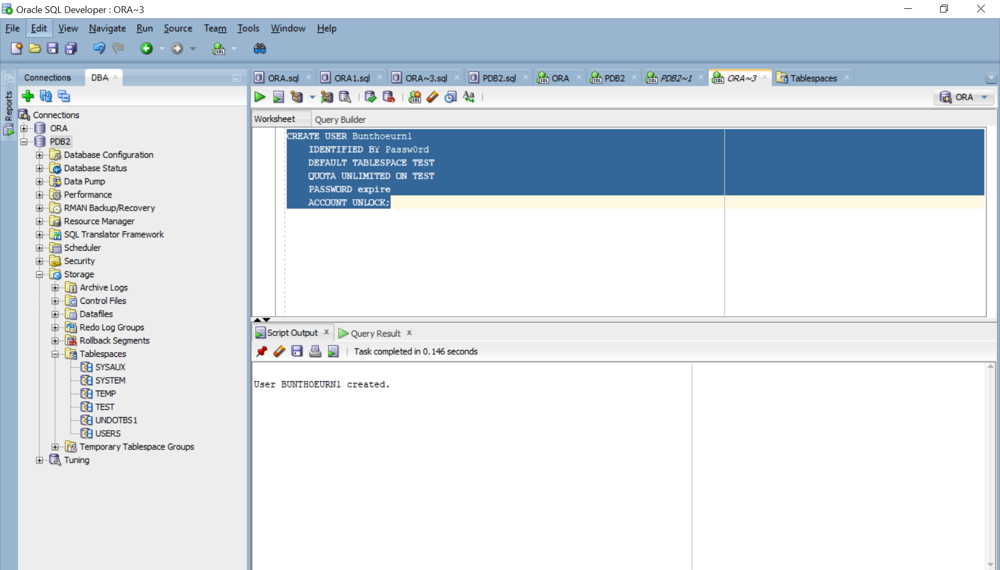 Oracle SQL Developer : ORA~3
File Edit View Navigate Run Source Team Tools Window Help
Reports
Connections
DBA
ORA.sql
ORA1.sql
ORA~3.sql
PDB2.sql
ORA
PDB2
PDB2~1
ORA~3
Tablespaces
ORA
Connections
ORA
PDB2
Database Configuration
Database Status
Data Pump
Performance
RMAN Backup/Recovery
Resource Manager
SQL Translator Framework
Scheduler
Security
Storage
Archive Logs
Control Files
Datafiles
Redo Log Groups
Rollback Segments
Tablespaces
SYSAUX
SYSTEM
TEMP
TEST
UNDOTBS1
USERS
Temporary Tablespace Groups
Tuning
Worksheet
Query Builder
CREATE USER Bunthoeurn1
IDENTIFIED BY Passw0rd
DEFAULT TABLESPACE TEST
QUOTA UNLIMITED ON TEST
PASSWORD expire
ACCOUNT UNLOCK;
Script Output
Query Result
Task completed in 0.146 seconds
User BUNTHOEURN1 created.